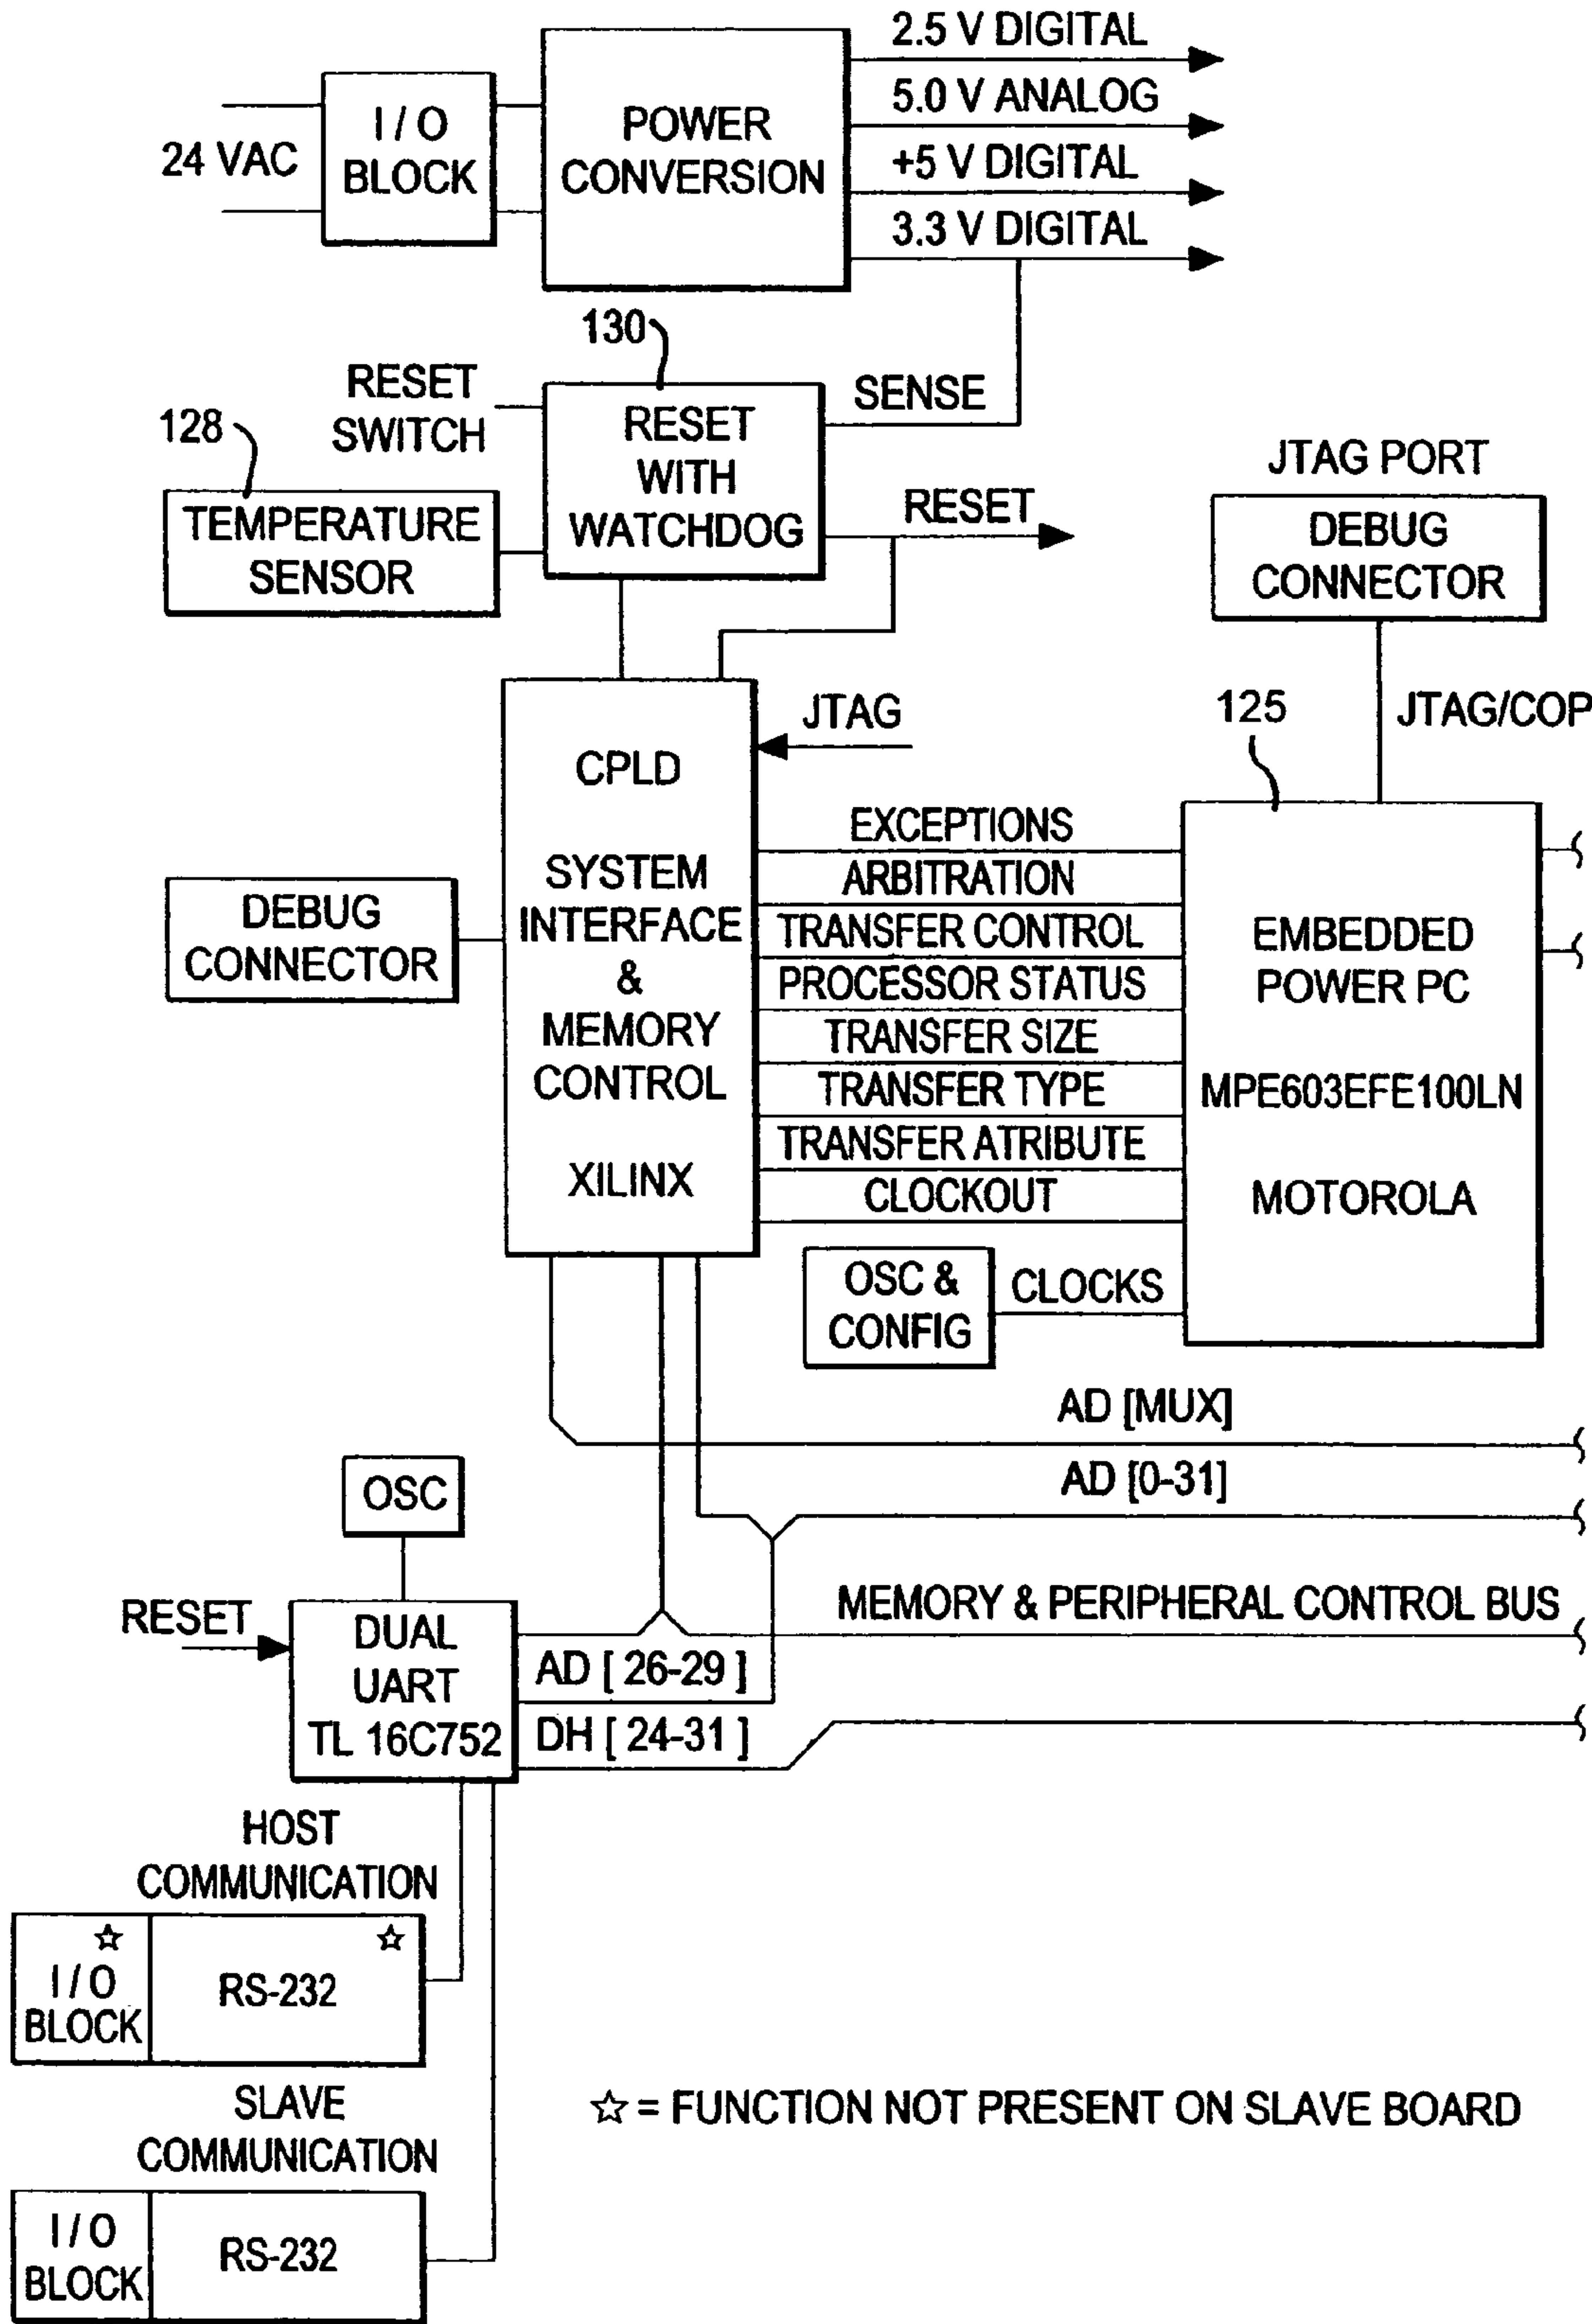 2.5 V DIGITAL
5.0 V ANALOG
+5 V DIGITAL
3.3 V DIGITAL
24 VAC
I / O
BLOCK
POWER
CONVERSION
130
RESET
SWITCH
SENSE
128
RESET
WITH
WATCHDOG
RESET
TEMPERATURE
SENSOR
JTAG PORT
DEBUG
CONNECTOR
JTAG/COP
125
JTAG
CPLD
SYSTEM
INTERFACE
&
MEMORY
CONTROL
XILINX
DEBUG
CONNECTOR
EXCEPTIONS
ARBITRATION
TRANSFER CONTROL
PROCESSOR STATUS
TRANSFER SIZE
TRANSFER TYPE
TRANSFER ATRIBUTE
CLOCKOUT
EMBEDDED
POWER PC
MPE603EFE100LN
MOTOROLA
OSC &
CONFIG
CLOCKS
AD [MUX]
AD [0-31]
OSC
RESET
DUAL
UART
TL 16C752
MEMORY & PERIPHERAL CONTROL BUS
AD [ 26-29 ]
DH [ 24-31 ]
HOST
COMMUNICATION
☆ ☆
I / O
BLOCK
RS-232
SLAVE
COMMUNICATION
☆ = FUNCTION NOT PRESENT ON SLAVE BOARD
I / O
BLOCK
RS-232